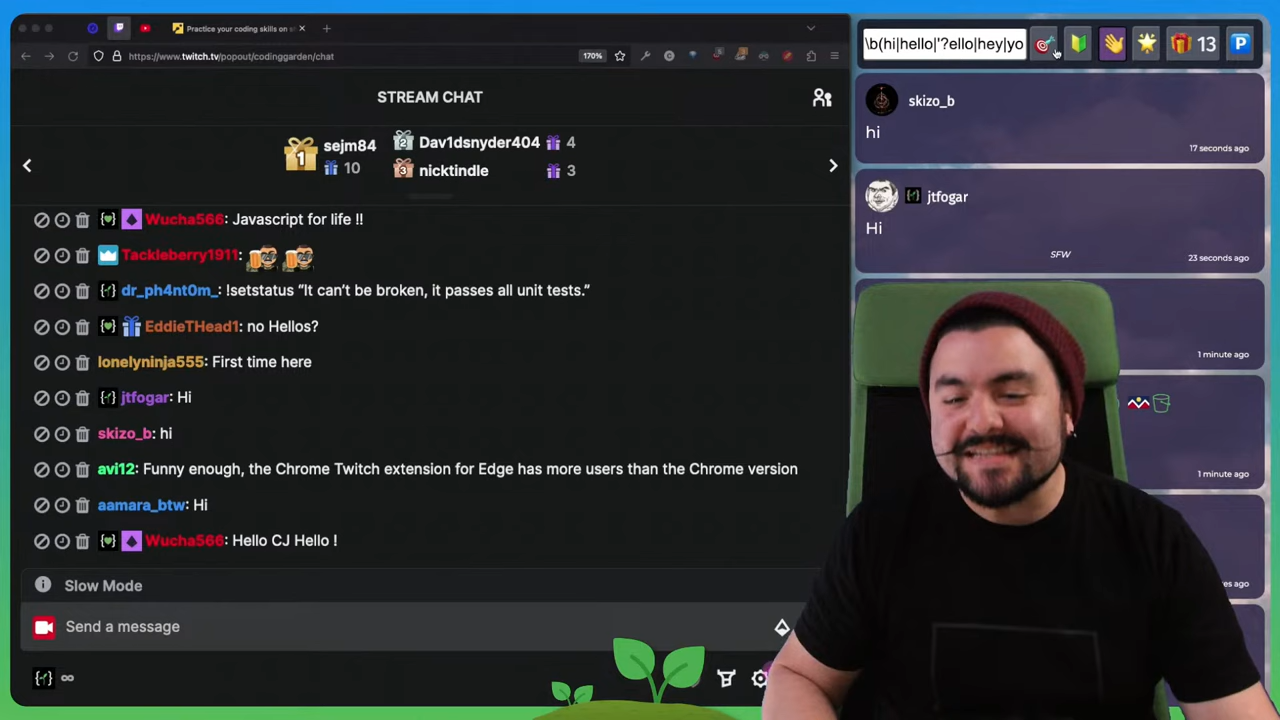 Practice your coding skills on
https://www.twitch.tv/popout/codinggarden/chat
170%
\b(hi|hello|'?ello|hey|yo
13
STREAM CHAT
1
sejm84
10
2
Dav1dsnyder404
4
3
nicktindle
3
Wucha566: Javascript for life !!
Tackleberry1911:
dr_ph4nt0m_: !setstatus “It can’t be broken, it passes all unit tests.”
EddieTHead1: no Hellos?
lonelyninja555: First time here
jtfogar: Hi
skizo_b: hi
avi12: Funny enough, the Chrome Twitch extension for Edge has more users than the Chrome version
aamara_btw: Hi
Wucha566: Hello CJ Hello !
Slow Mode
Send a message
skizo_b
hi
17 seconds ago
jtfogar
Hi
SFW
23 seconds ago
1 minute ago
1 minute ago
es ago